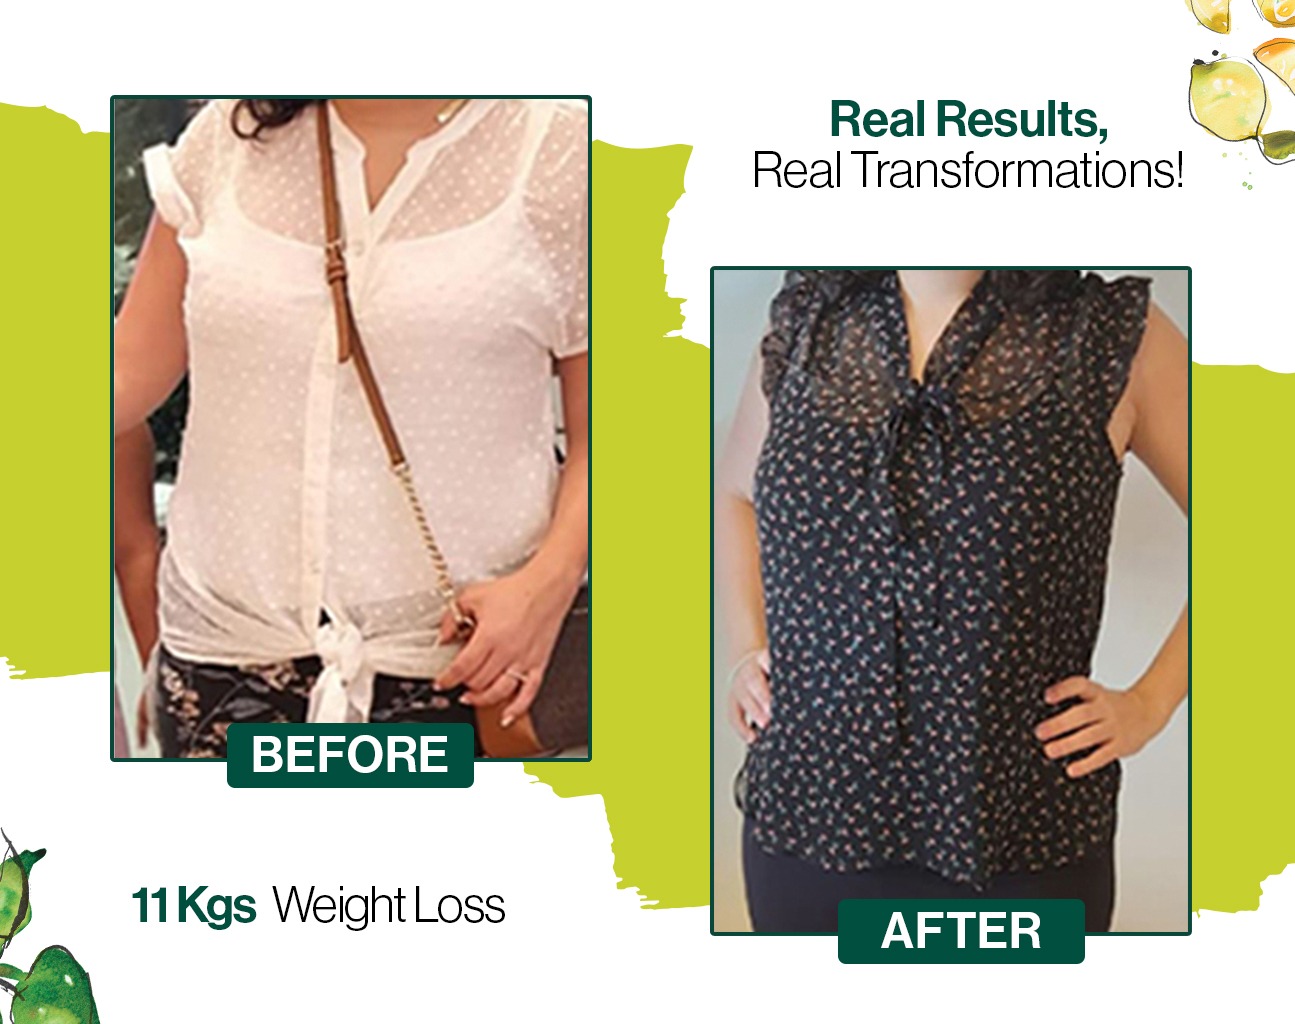 Real Results,
Real Transformations!
BEFORE
11 Kgs Weight Loss
AFTER